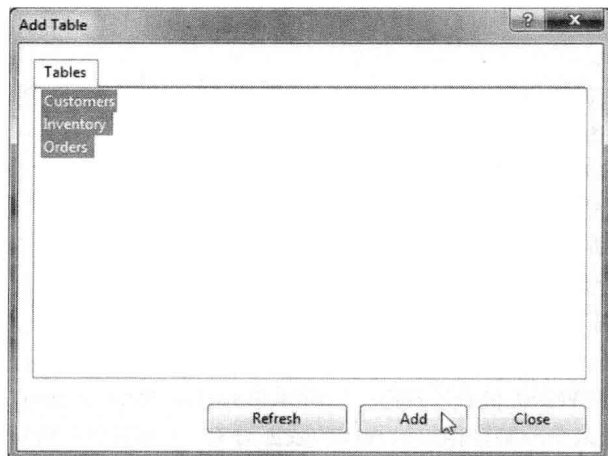 Add Table
?
Tables
Customers
Inventory
Orders
Refresh Add Close